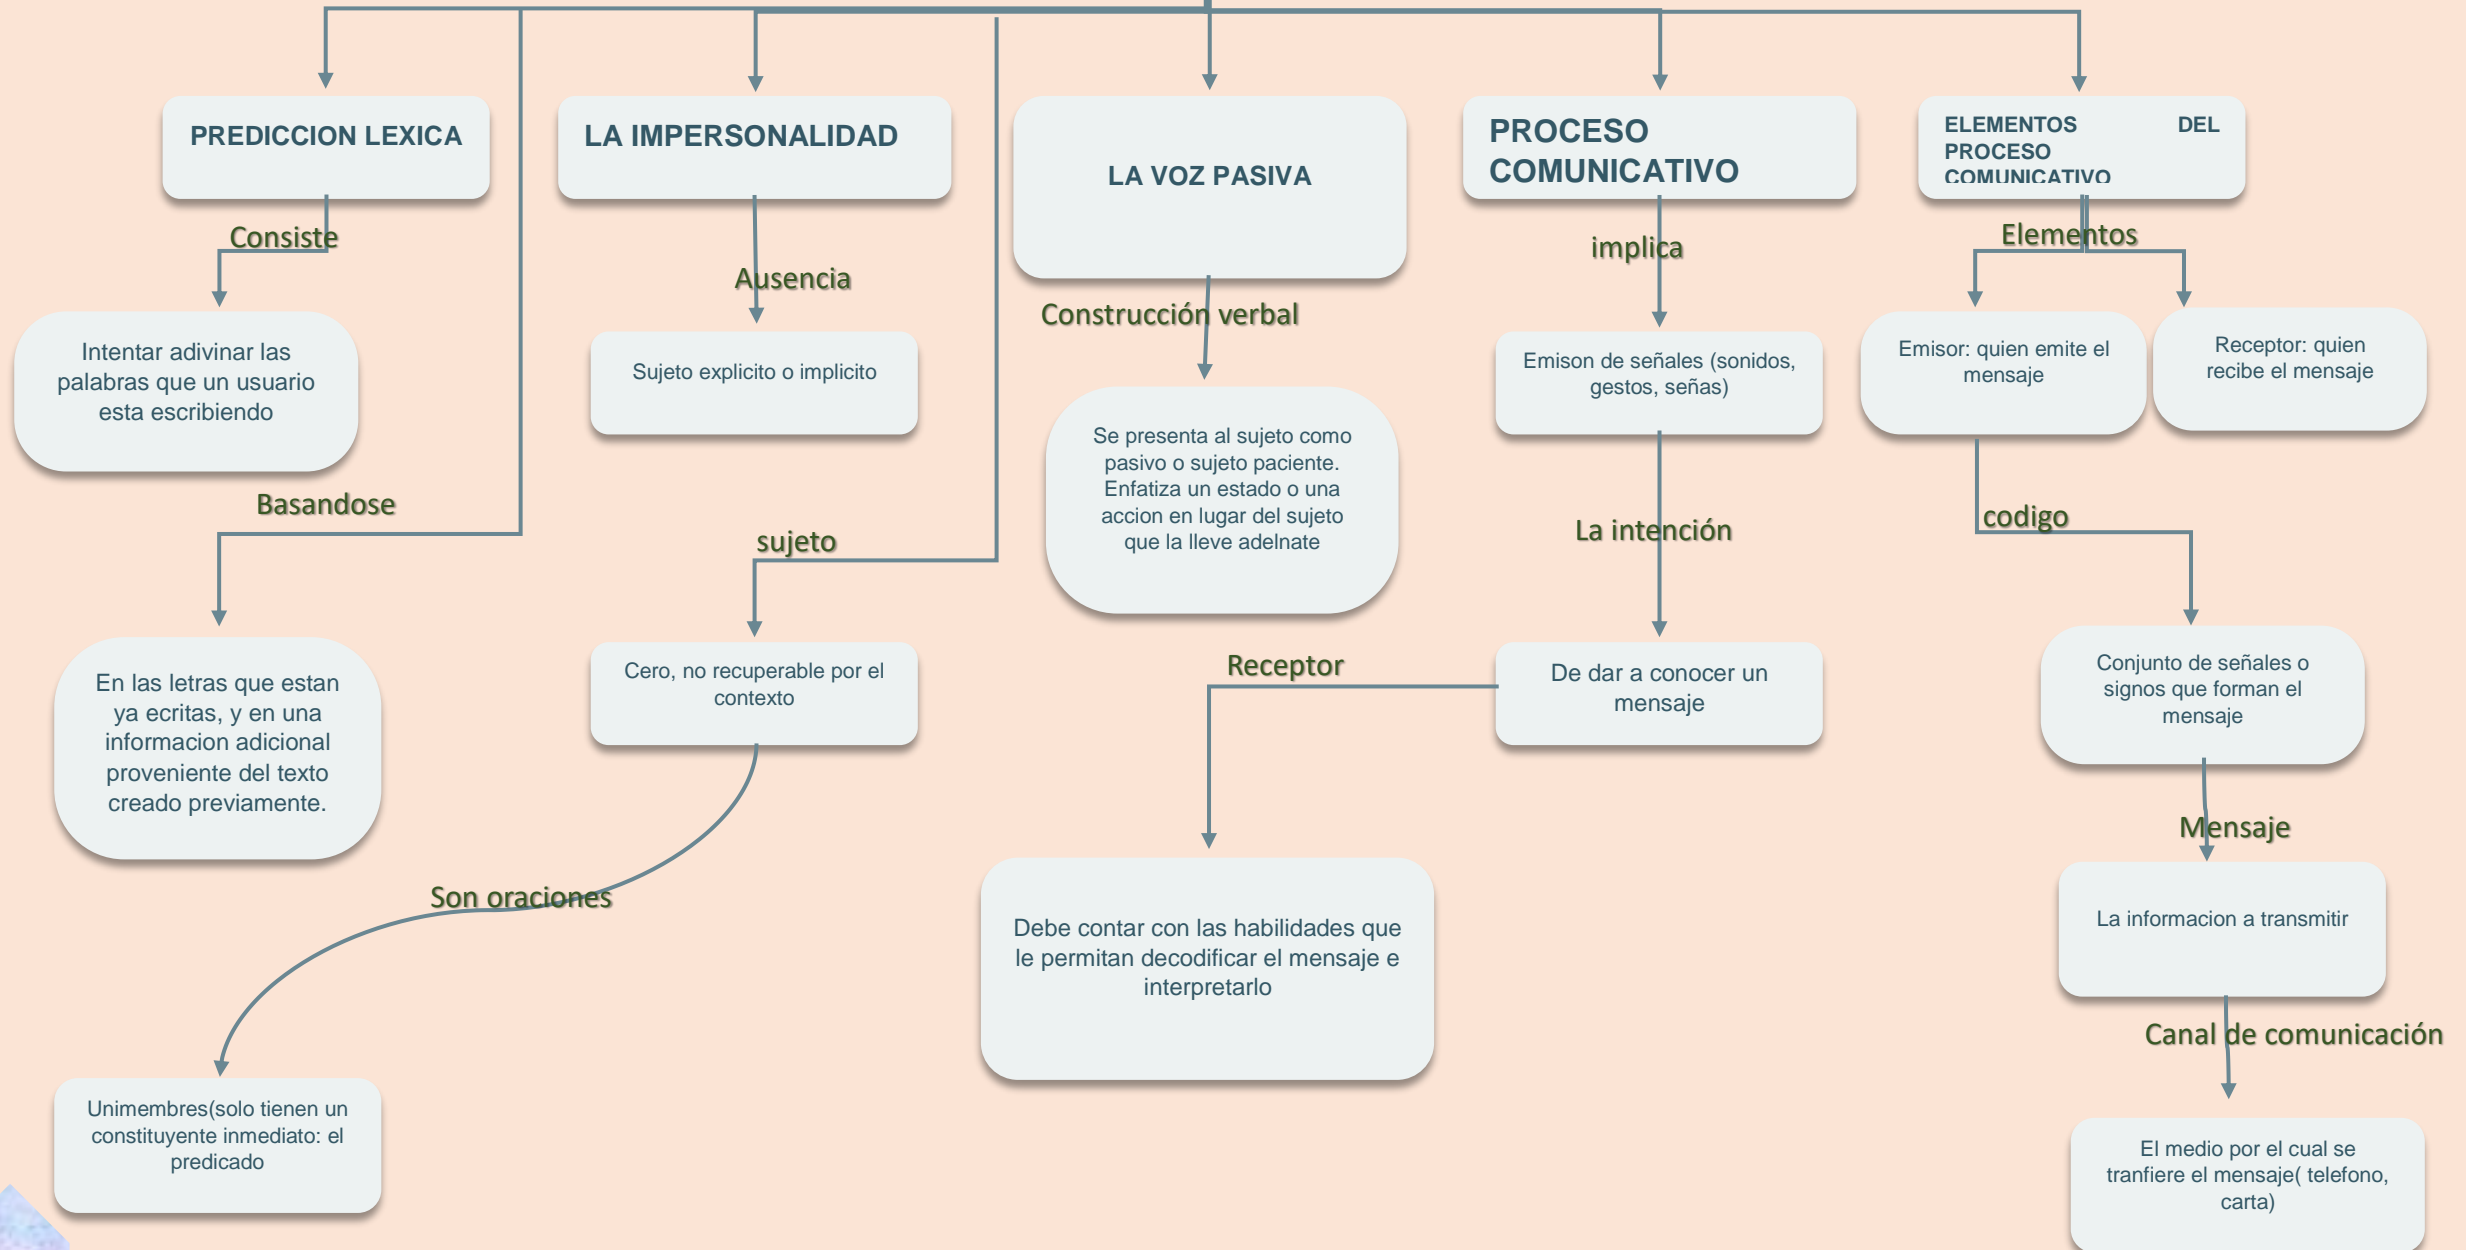 PREDICCION LEXICA
LA IMPERSONALIDAD
LA VOZ PASIVA
PROCESO
COMUNICATIVO
ELEMENTOS DEL
PROCESO
COMUNICATIVO
Consiste
Ausencia
Construcción verbal
implica
Elementos
Intentar adivinar las
palabras que un usuario
esta escribiendo
Sujeto explicito o implicito
Se presenta al sujeto como
pasivo o sujeto paciente.
Enfatiza un estado o una
accion en lugar del sujeto
que la lleve adelnate
Emison de señales (sonidos,
gestos, señas)
Emisor: quien emite el
mensaje
Receptor: quien
recibe el mensaje
Basandose
sujeto
La intención
codigo
En las letras que estan
ya ecritas, y en una
informacion adicional
proveniente del texto
creado previamente.
Cero, no recuperable por el
contexto
Receptor
De dar a conocer un
mensaje
Conjunto de señales o
signos que forman el
mensaje
Son oraciones
Debe contar con las habilidades que
le permitan decodificar el mensaje e
interpretarlo
Mensaje
La informacion a transmitir
Canal de comunicación
Unimembres(solo tienen un
constituyente inmediato: el
predicado
El medio por el cual se
tranfiere el mensaje( telefono,
carta)